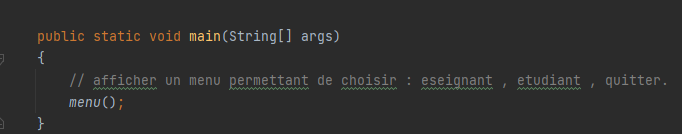 public static void main(String[] args)
{
// afficher un menu permettant de choisir : eseignant , etudiant , quitter.
menu();
}